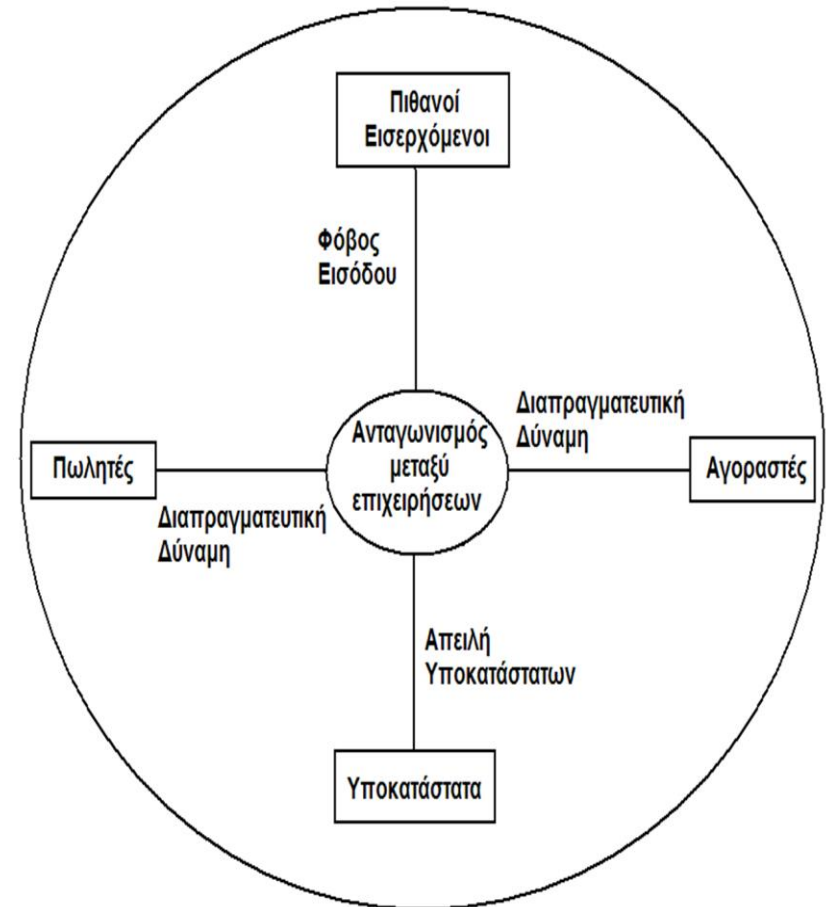 Πιθανοί
Εισερχόμενοι
Φόβος
Εισόδου
Διαπραγματευτική
Δύναμη
Ανταγωνισμός
μεταξύ
επιχειρήσεων
Πωλητές
Αγοραστές
Διαπραγματευτική
Δύναμη
Απειλή
Υποκατάστατων
Υποκατάστατα